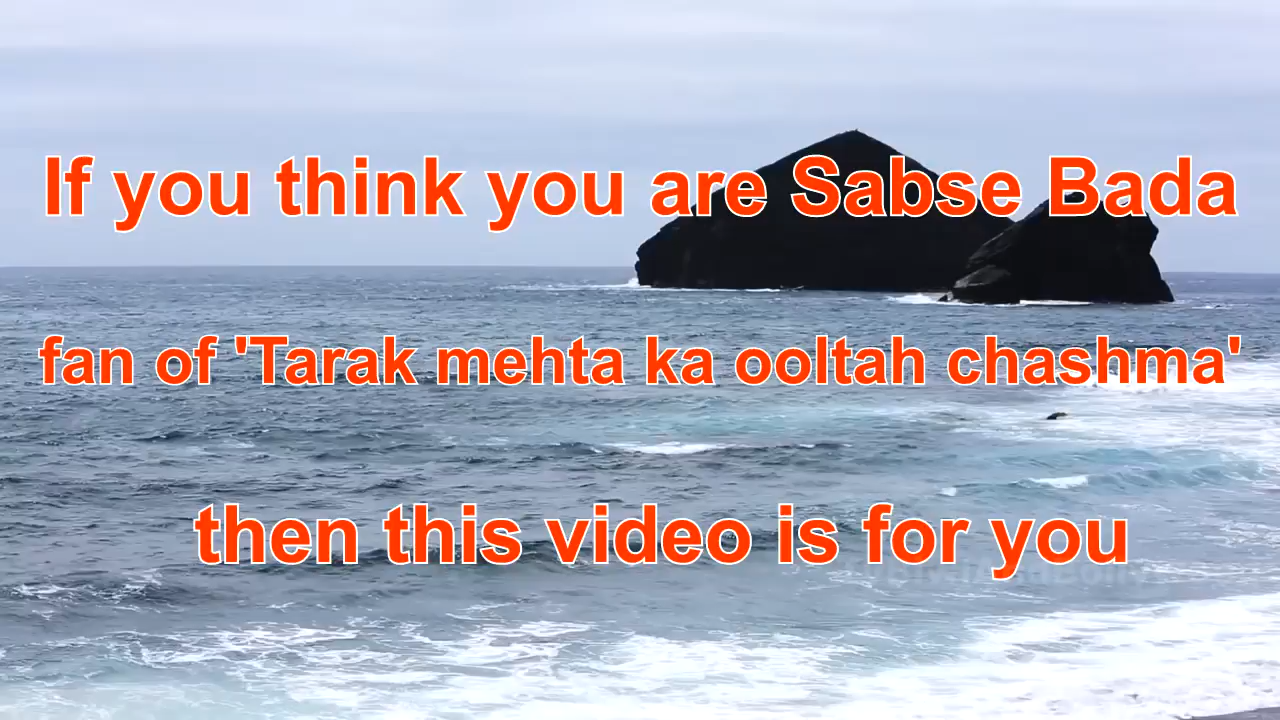 If you think you are Sabse Bada
fan of 'Tarak mehta ka ooltah chashma'
then this video is for you